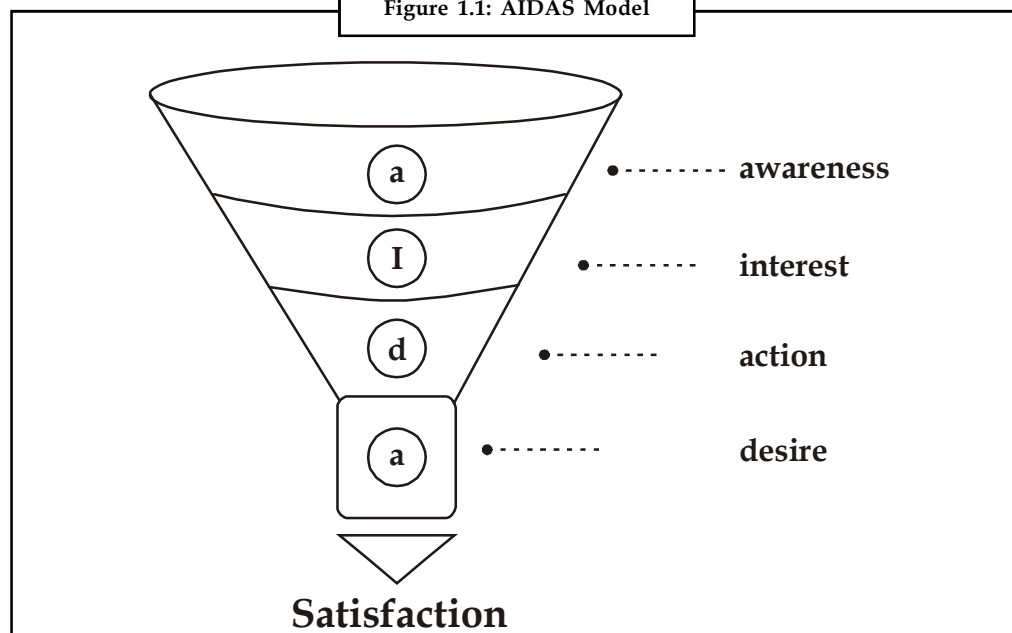 Figure 1.1: AIDAS Model
a
awareness
I
interest
d
action
a
desire
Satisfaction